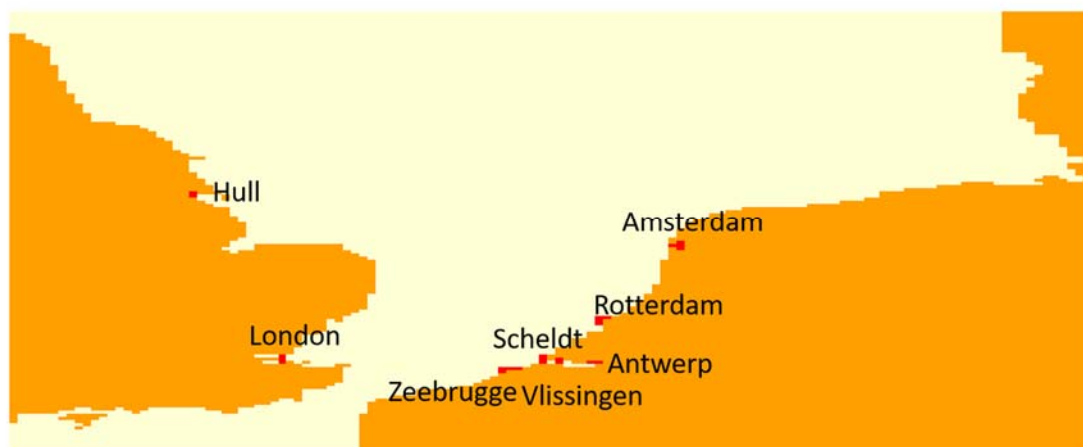 Hull
Amsterdam
Rotterdam
London
Scheldt
Antwerp
Zeebrugge
Vlissingen